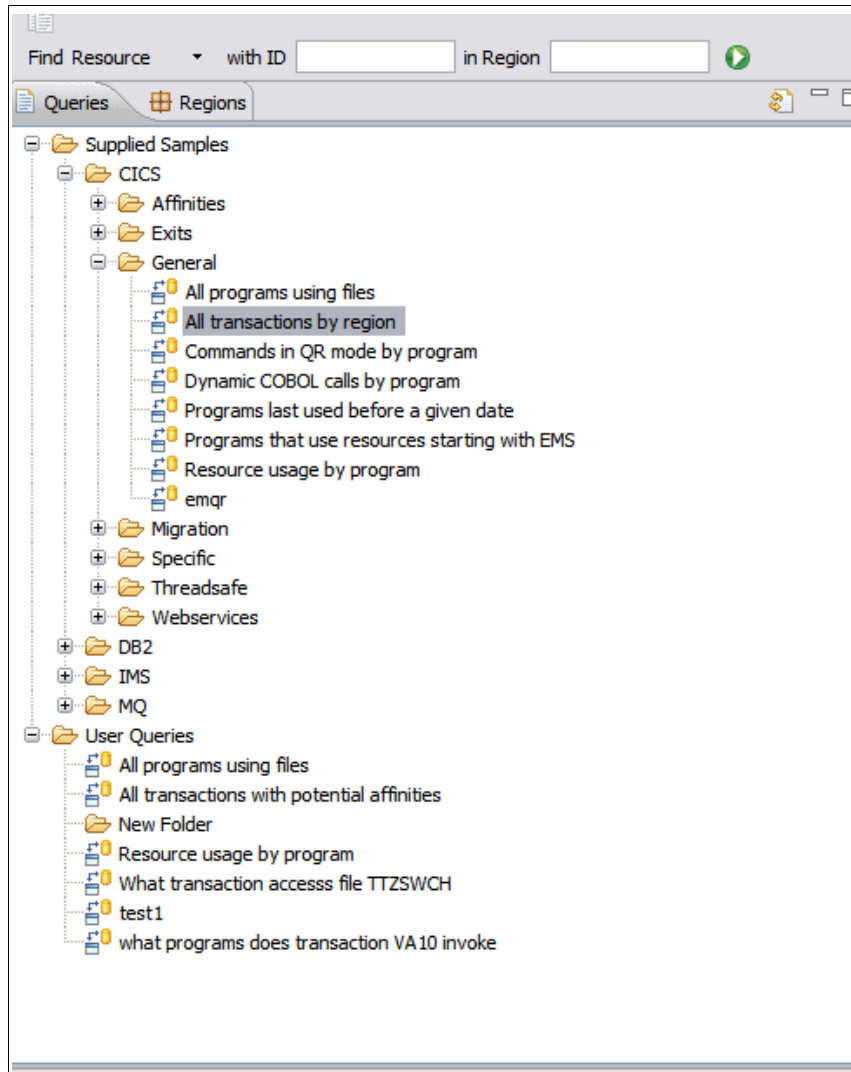 Find Resource with ID in Region
Queries Regions
Supplied Samples
CICS
Affinities
Exits
General
All programs using files
All transactions by region
Commands in QR mode by program
Dynamic COBOL calls by program
Programs last used before a given date
Programs that use resources starting with EMS
Resource usage by program
emqr
Migration
Specific
Threadsafe
Webservices
DB2
IMS
MQ
User Queries
All programs using files
All transactions with potential affinities
New Folder
Resource usage by program
What transaction accesss file TTZSWCH
test1
what programs does transaction VA10 invoke